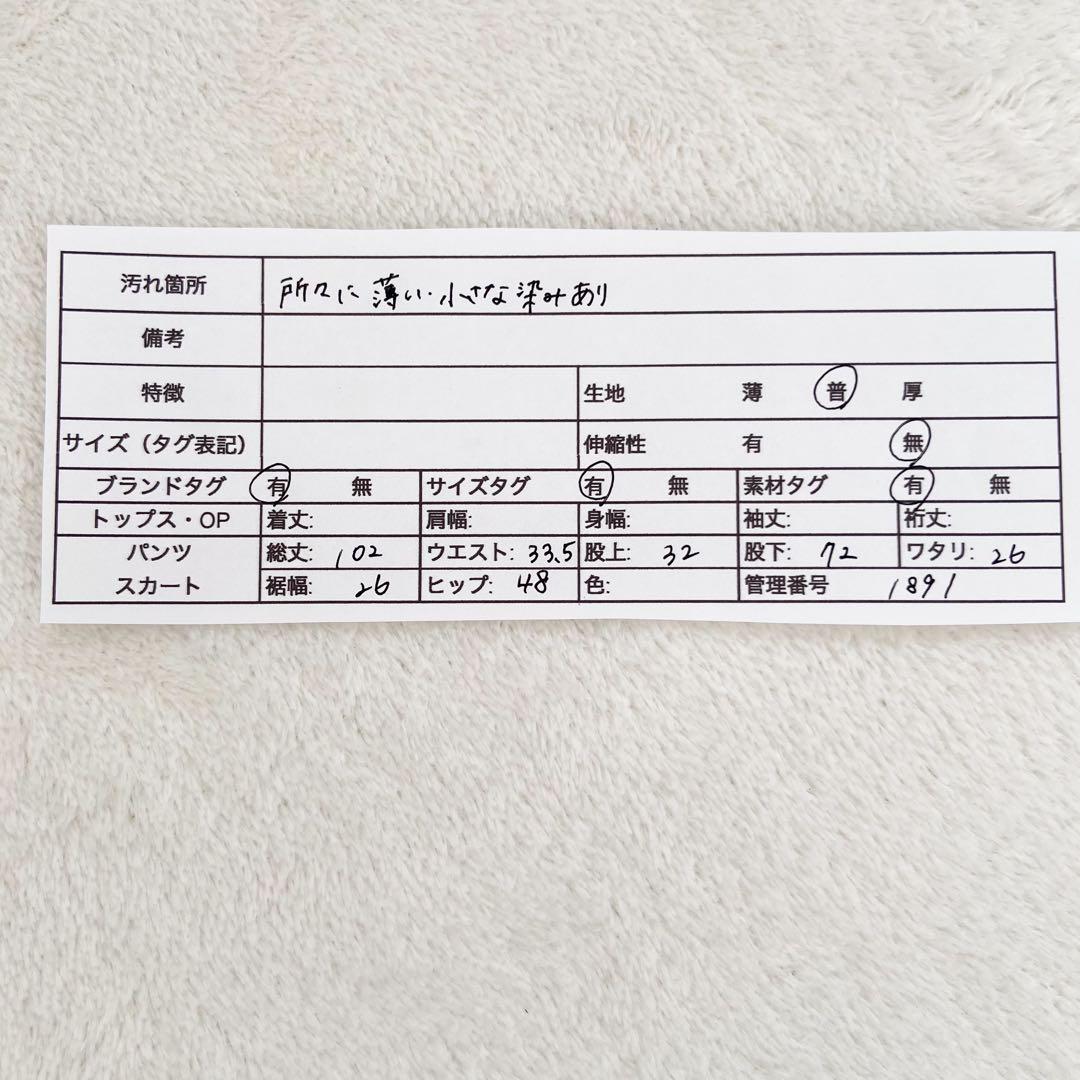 汚れ箇所 所々に薄い・小さな染みあり
備考
特徴 生地 薄 普 厚
サイズ（タグ表記） 伸縮性 有 無
ブランドタグ 有 無 サイズタグ 有 無 素材タグ 有 無
トップス・OP 着丈: 肩幅: 身幅: 袖丈: 裄丈:
パンツ 総丈: 102 ウエスト: 33.5 股上: 32 股下: 72 ワタリ: 26
スカート 裾幅: 26 ヒップ: 48 色: 管理番号 1891